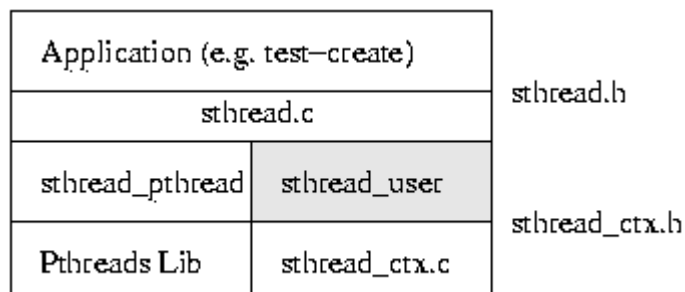 Application (e.g. test-create)
sthread.h
sthread.c
sthread_pthread
sthread_user
sthread_ctx.h
Pthreads Lib
sthread_ctx.c